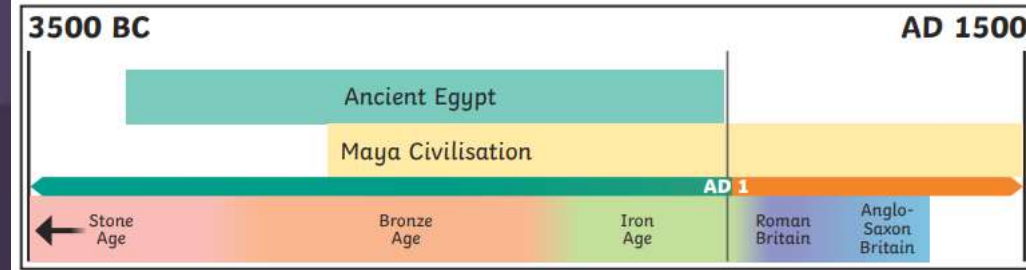 3500 BC
AD 1500
Ancient Egypt
Maya Civilisation
AD 1
Stone
Age
Bronze
Age
Iron
Age
Roman
Britain
Anglo-
Saxon
Britain